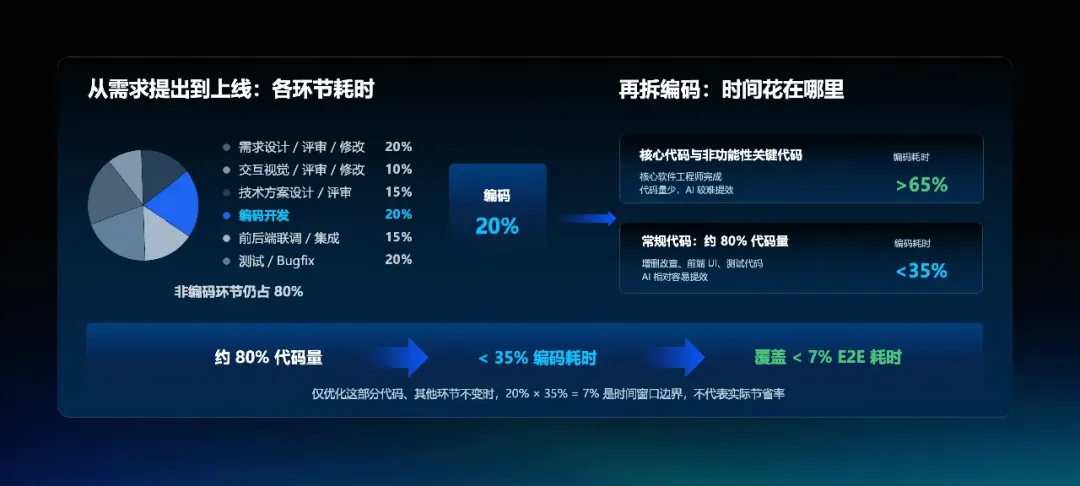 从需求提出到上线：各环节耗时
需求设计 / 评审 / 修改 20%
交互视觉 / 评审 / 修改 10%
技术方案设计 / 评审 15%
编码开发 20%
前后端联调 / 集成 15%
测试 / Bugfix 20%
非编码环节仍占 80%
编码
20%
再拆编码：时间花在哪里
核心代码与非功能性关键代码
核心软件工程师完成
代码量少，AI 较难提效
编码耗时
>65%
常规代码：约 80% 代码量
增删改查、前端 UI、测试代码
AI 相对容易提效
编码耗时
<35%
约 80% 代码量
< 35% 编码耗时
覆盖 < 7% E2E 耗时
仅优化这部分代码、其他环节不变时，20% × 35% = 7% 是时间窗口边界，不代表实际节省率